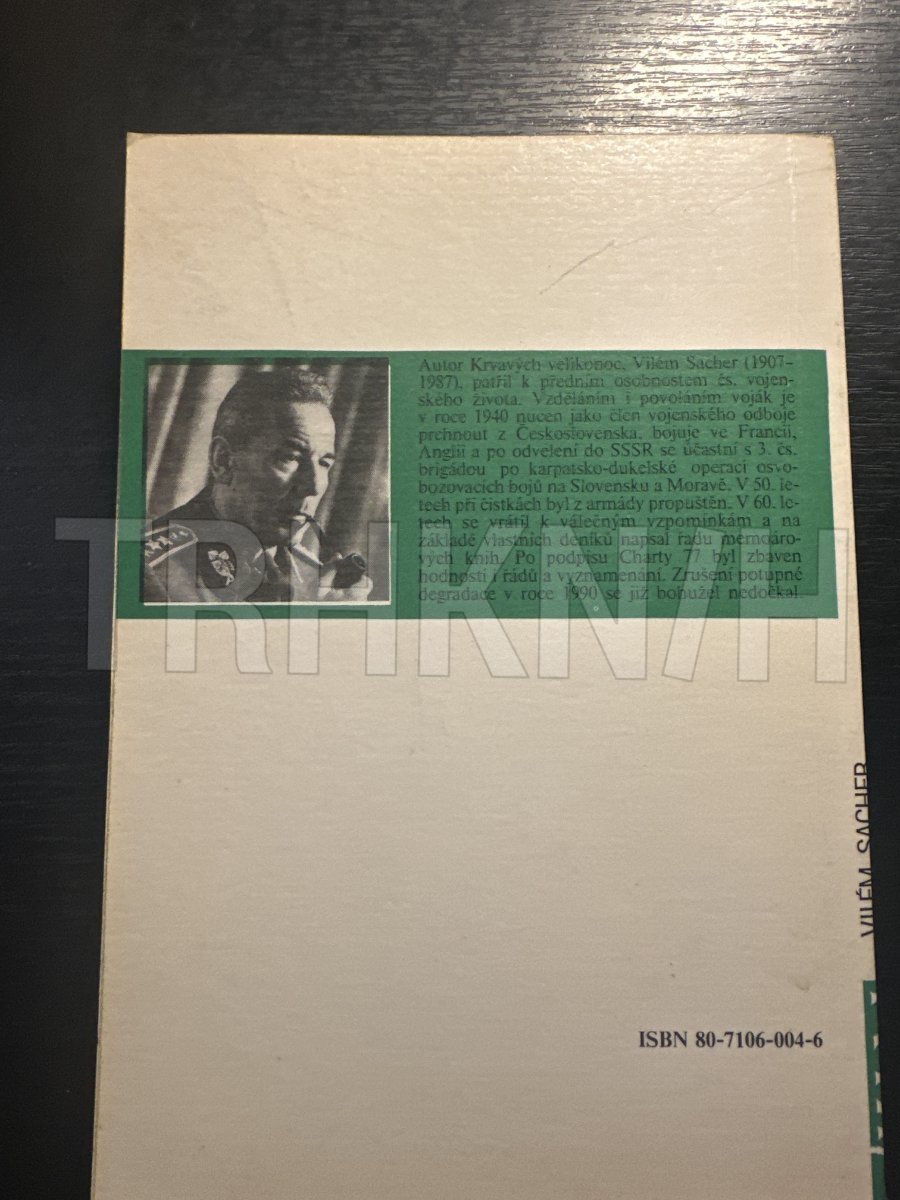 Autor Krvavých velikonoc, Vilém Sacher (1907–
1987), patřil k předním osobnostem čs. vojen-
ského života. Vzděláním i povoláním voják je
v roce 1940 nucen jako člen vojenského odboje
prchnout z Československa, bojuje ve Francii,
Anglii a po odvelení do SSSR se účastní s 3. čs.
brigádou po karpatsko-dukelské operaci osvo-
bozovacích bojů na Slovensku a Moravě. V 50. le-
tech při čistkách byl z armády propuštěn. V 60. le-
tech se vrátil k válečným vzpomínkám a na
základě vlastních deníků napsal řadu memoáro-
vých knih. Po podpisu Charty 77 byl zbaven
hodnosti i řádů a vyznamenání. Zrušení potupné
degradace v roce 1990 se již bohužel nedočkal.
TRHKNIH
VILÉM SACHER
ISBN 80-7106-004-6